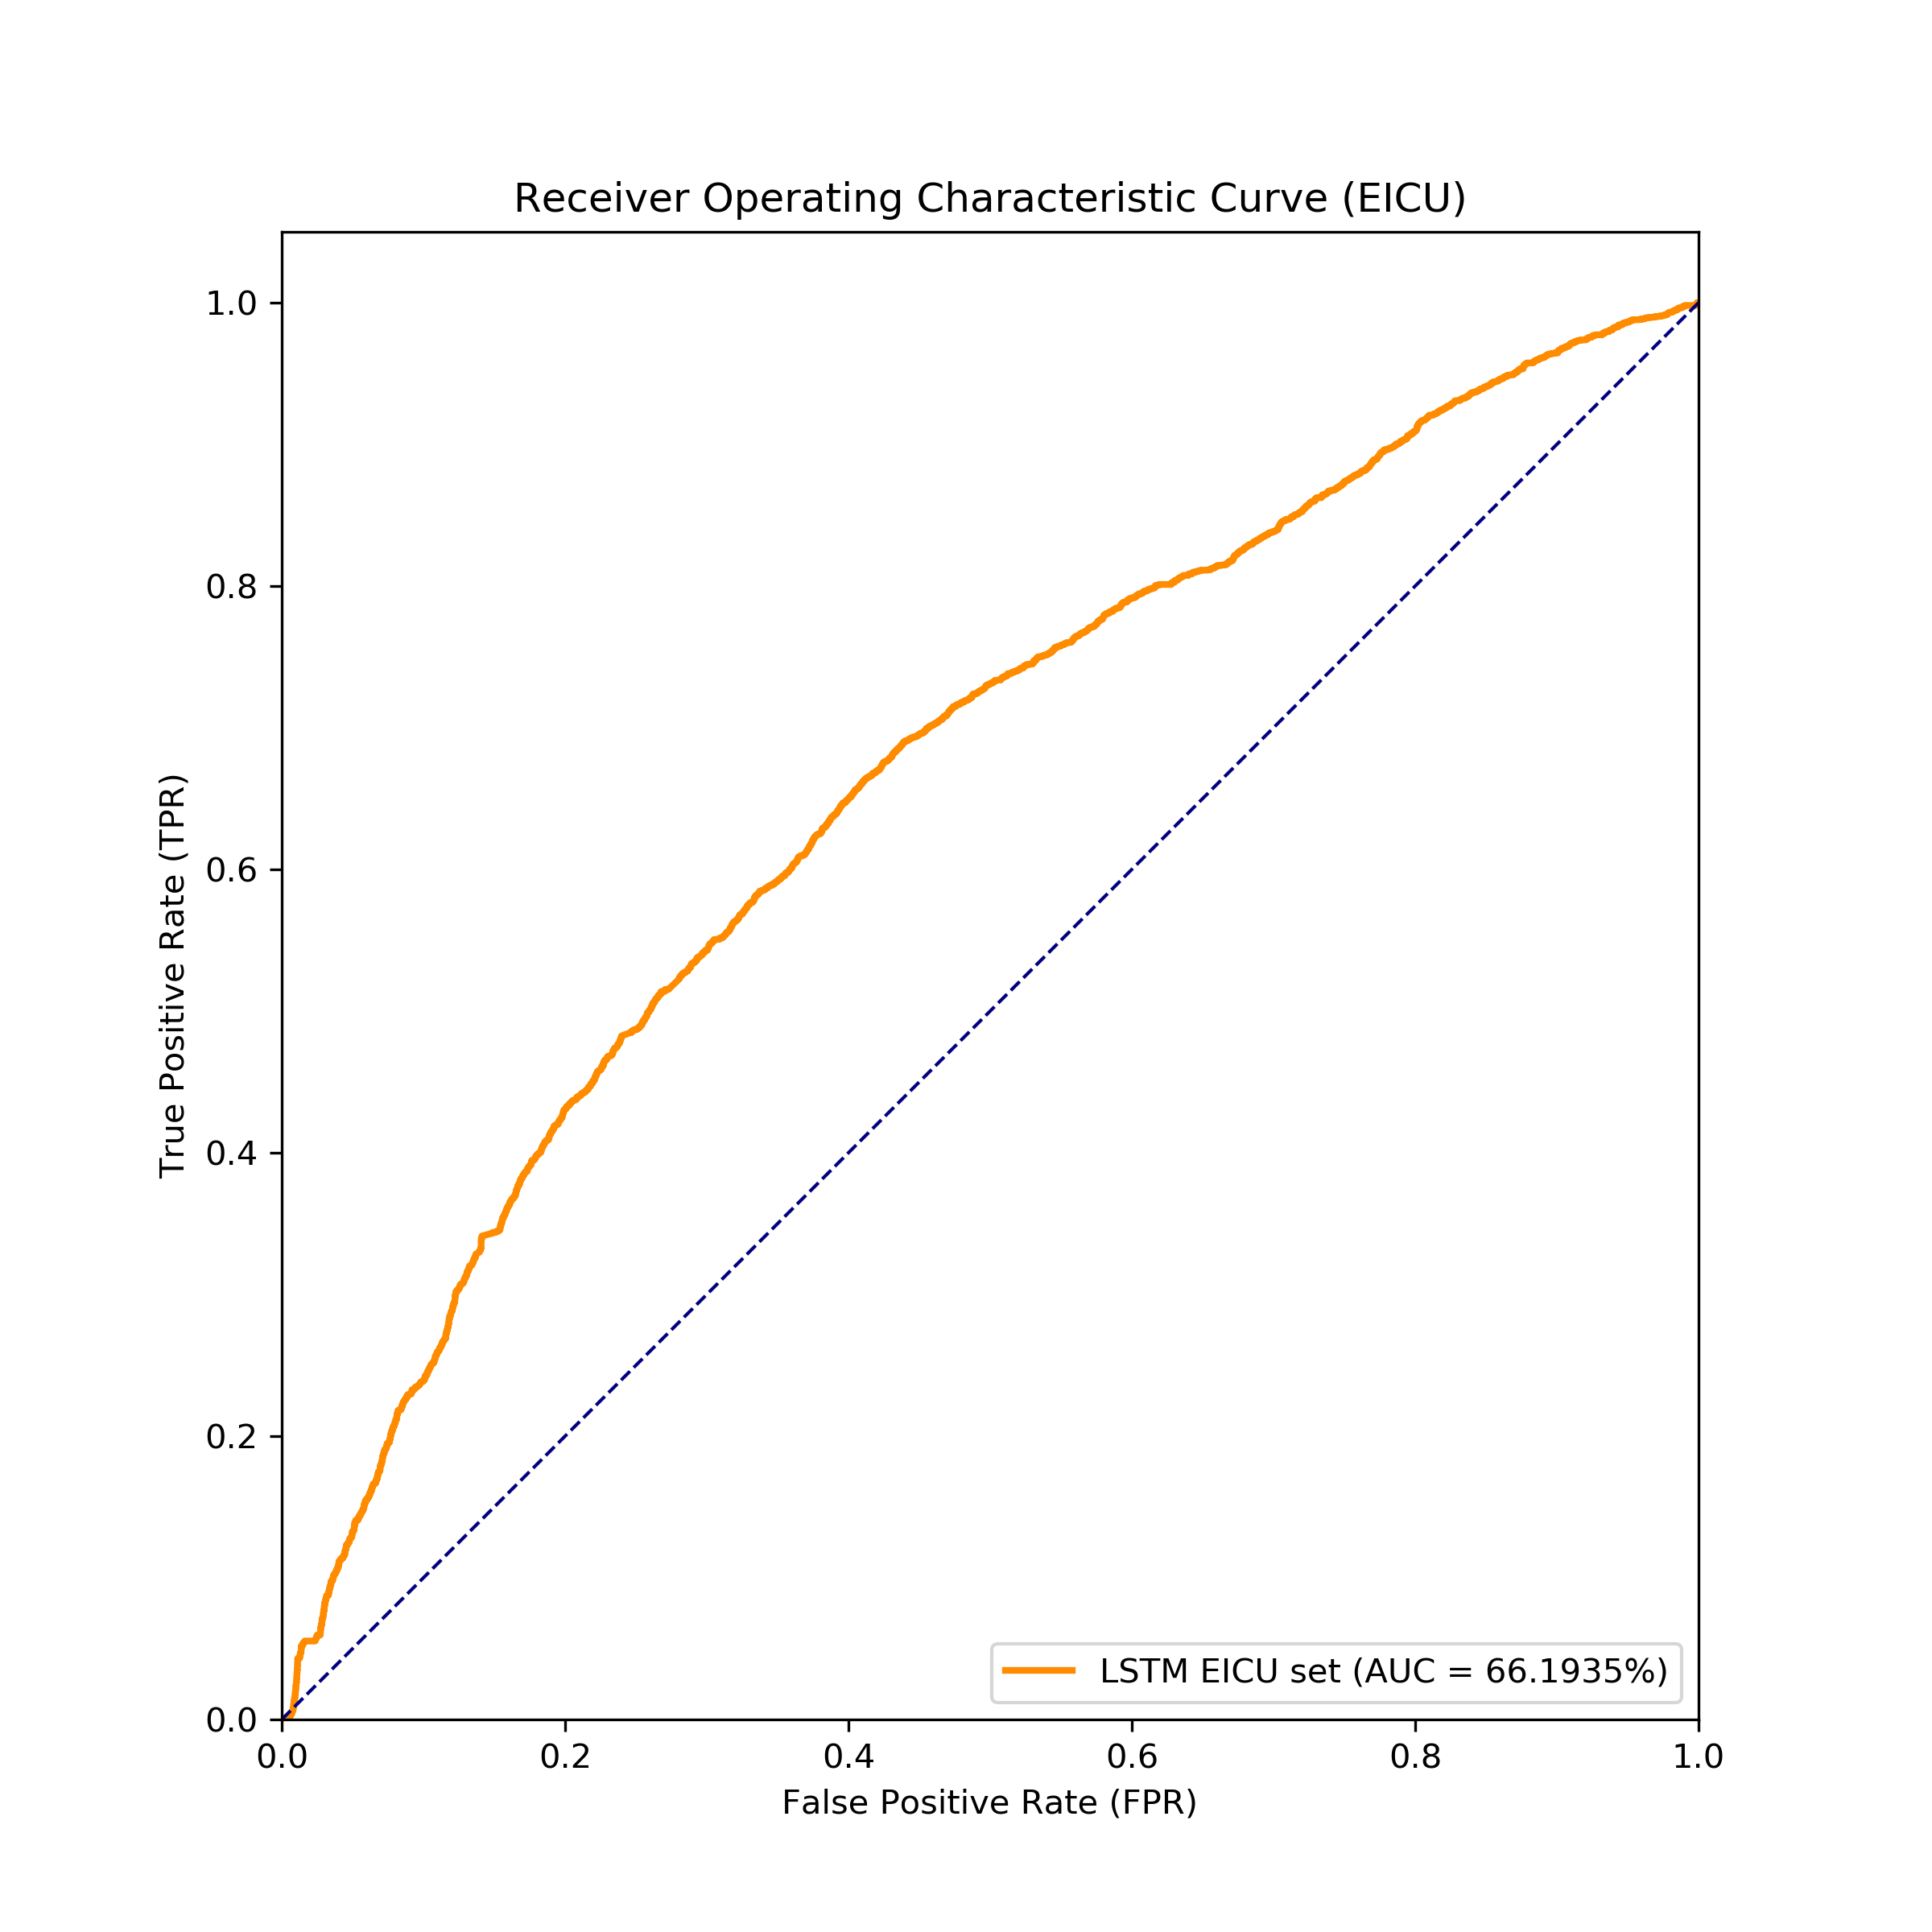 Receiver Operating Characteristic Curve (EICU)
1.0
0.8
0.6
0.4
0.2
0.0
True Positive Rate (TPR)
LSTM EICU set (AUC = 66.1935%)
0.0 0.2 0.4 0.6 0.8 1.0
False Positive Rate (FPR)